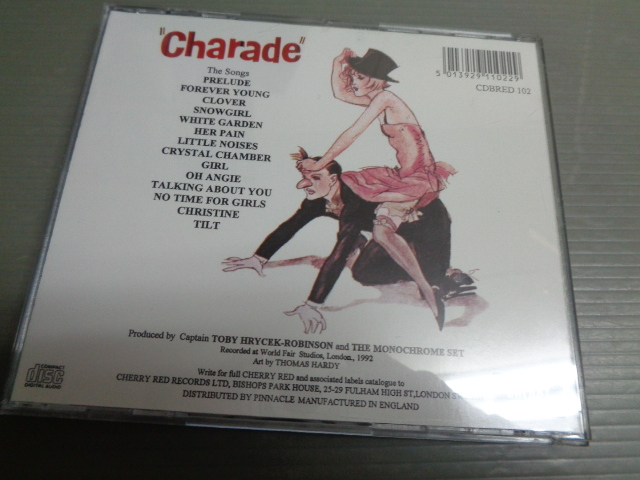 "Charade"
The Songs
PRELUDE
FOREVER YOUNG
CLOVER
SNOWGIRL
WHITE GARDEN
HER PAIN
LITTLE NOISES
CRYSTAL CHAMBER
GIRL
OH ANGIE
TALKING ABOUT YOU
NO TIME FOR GIRLS
CHRISTINE
TILT
5 013929 110229
CDBRED 102
Produced by Captain TOBY HRYCEK-ROBINSON and THE MONOCHROME SET
Recorded at World Fair Studios, London., 1992
Art by THOMAS HARDY
Write for full CHERRY RED and associated labels catalogue to
CHERRY RED RECORDS LTD, BISHOPS PARK HOUSE, 25-29 FULHAM HIGH ST, LONDON
DISTRIBUTED BY PINNACLE MANUFACTURED IN ENGLAND
COMPACT
disc
DIGITAL AUDIO